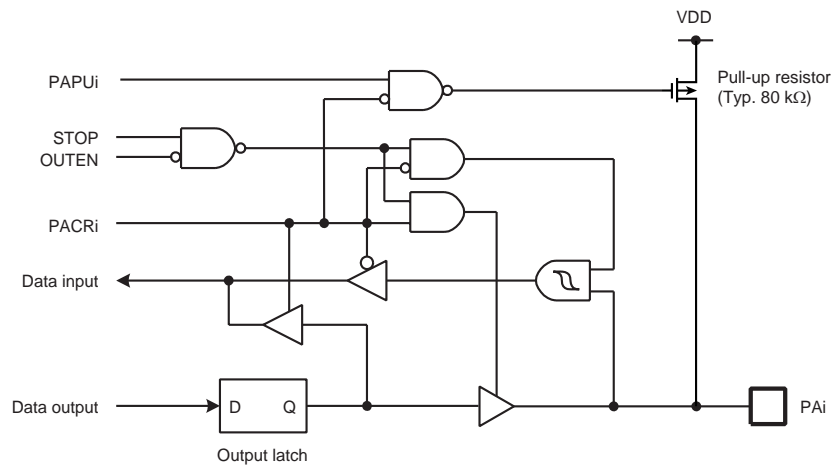 VDD
PAPUi
Pull-up resistor
(Typ. 80 kΩ)
STOP
OUTEN
PACRi
Data input
Data output
D
Q
PAi
Output latch